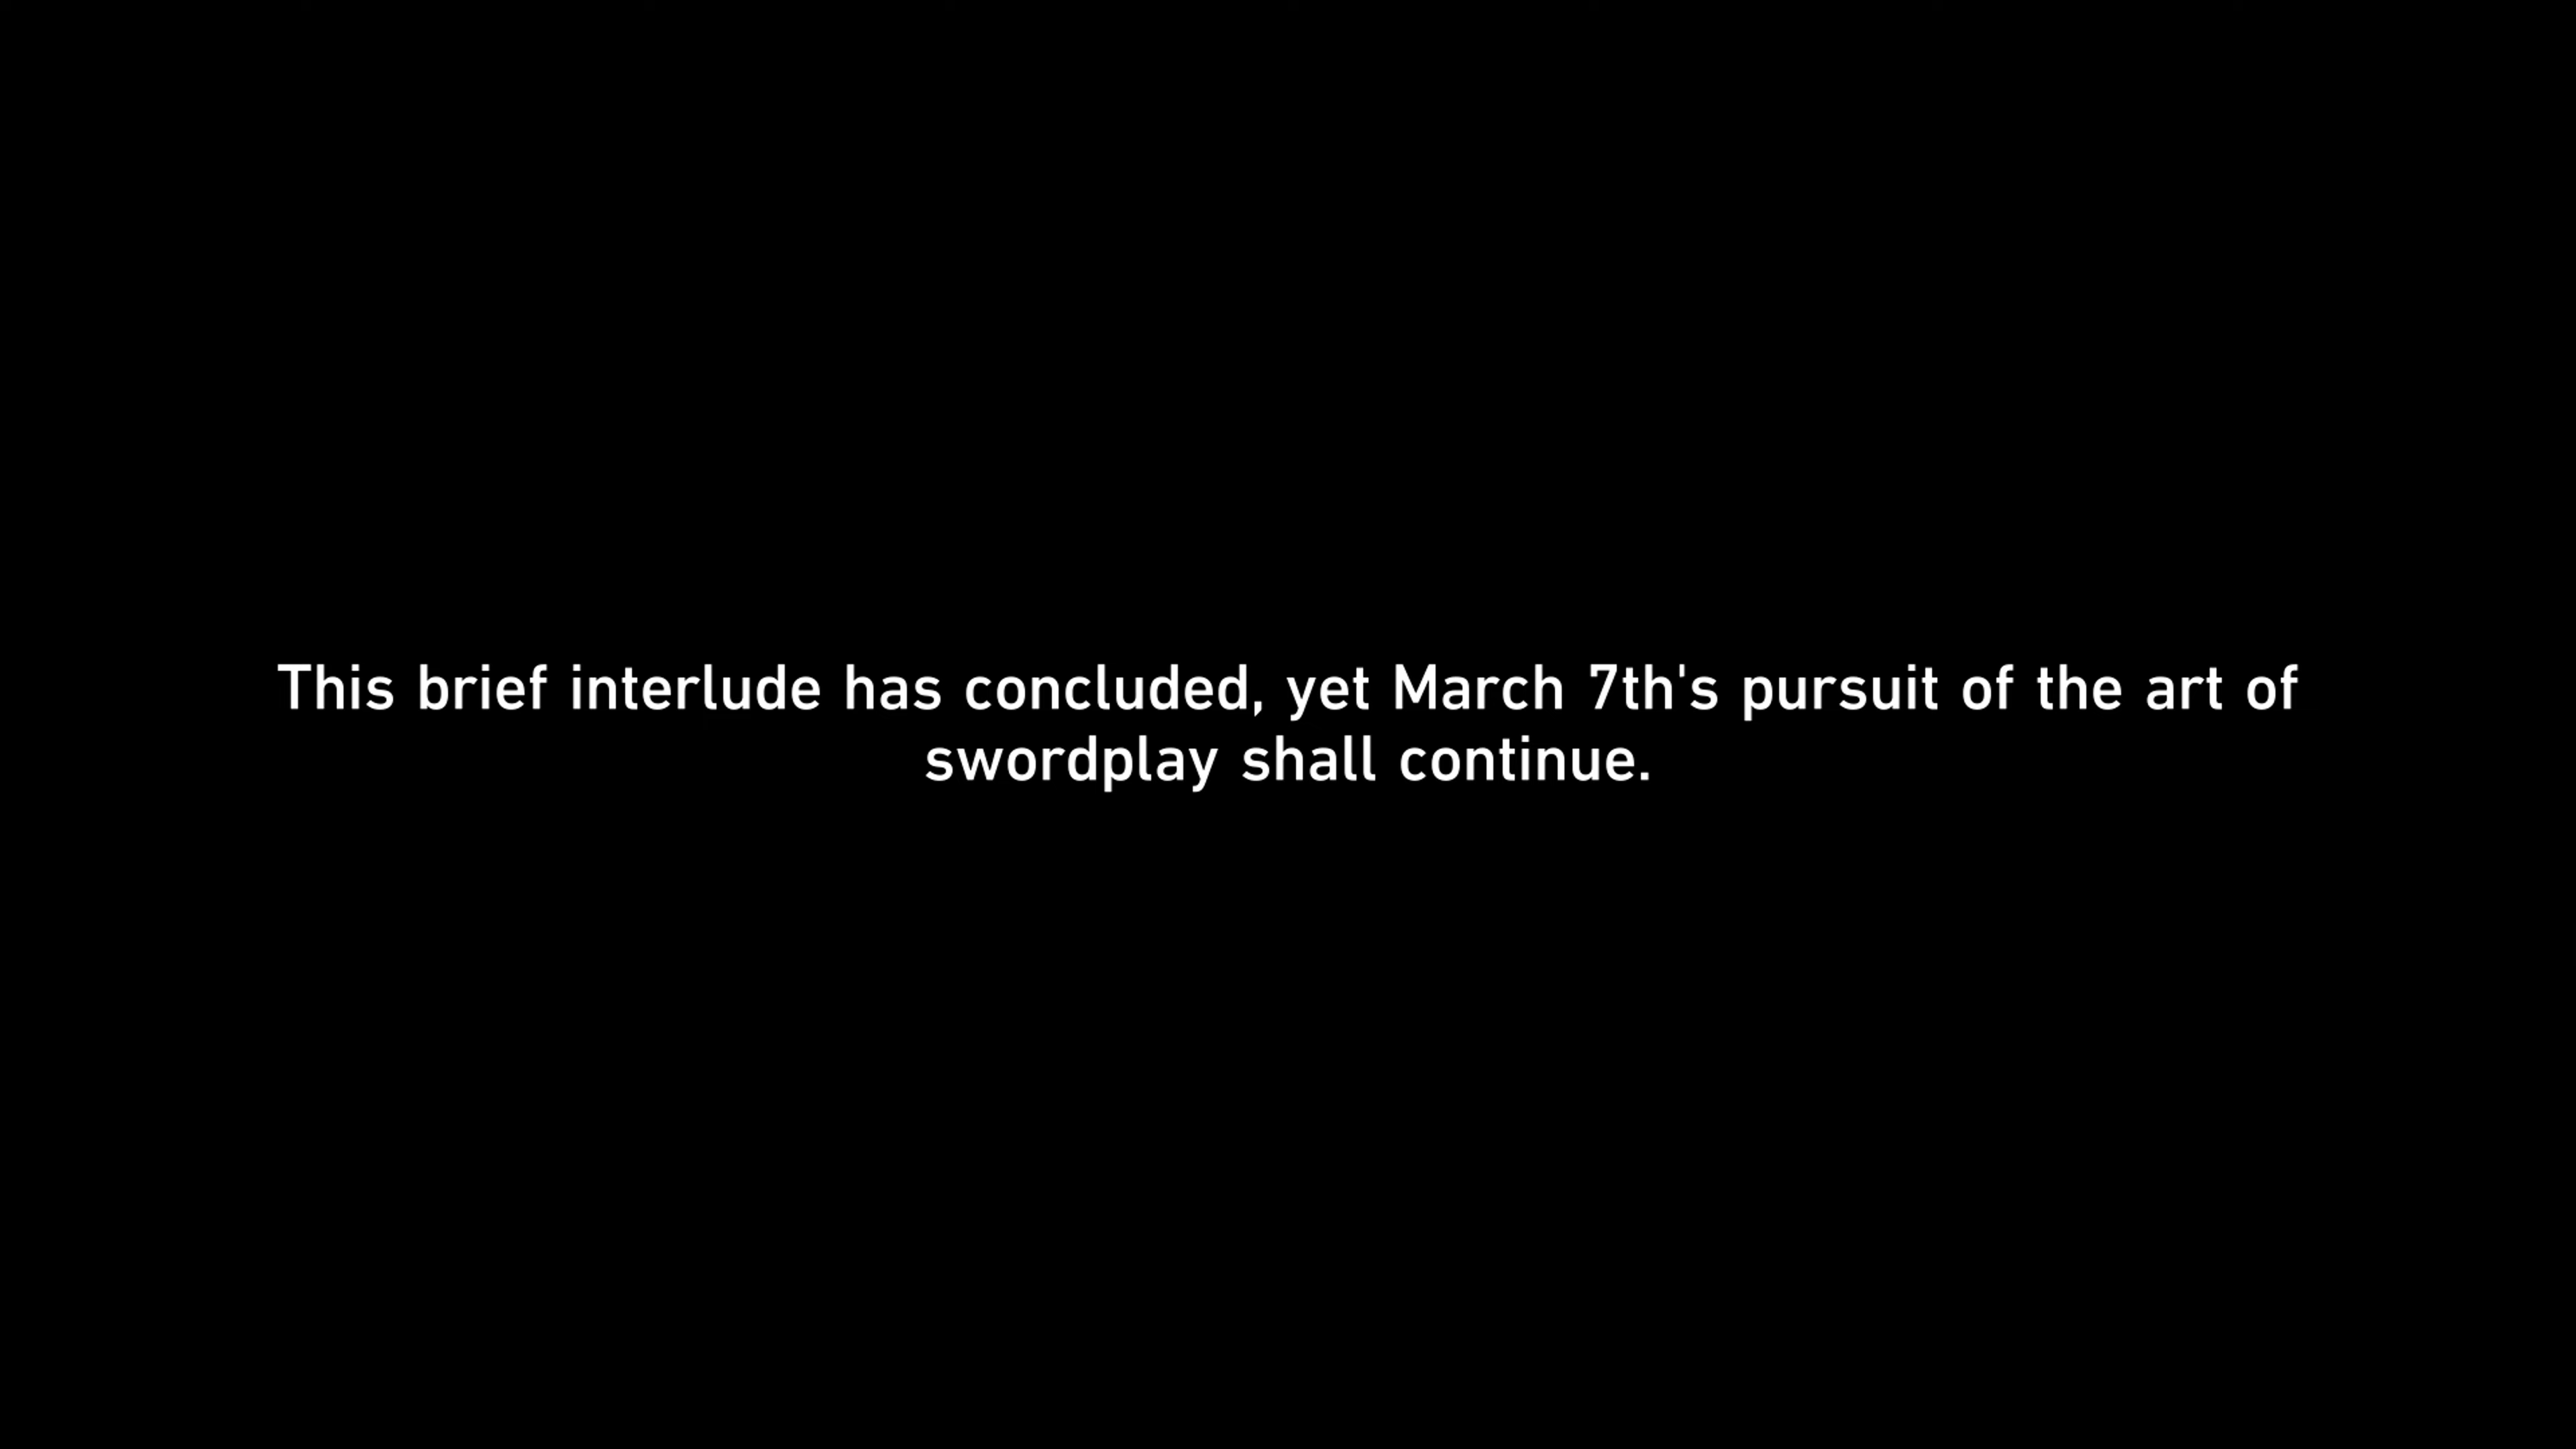 This brief interlude has concluded, yet March 7th's pursuit of the art of
swordplay shall continue.